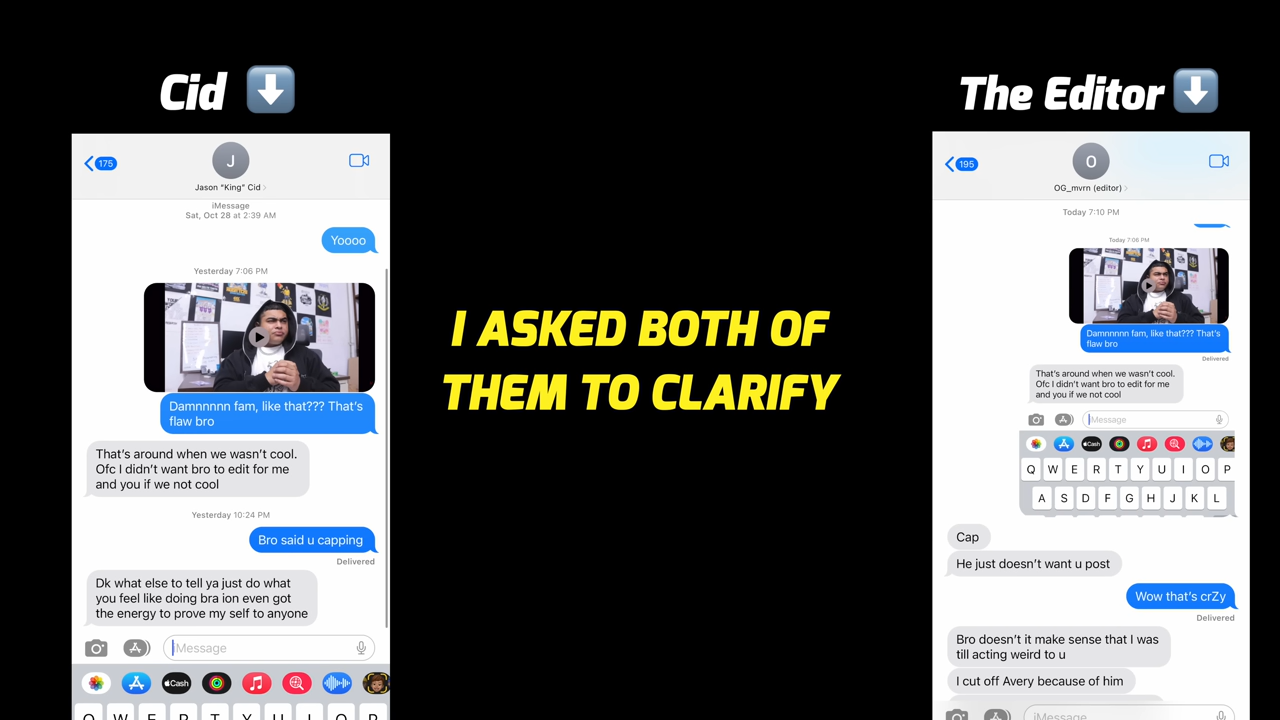 Cid
175
J
Jason “King” Cid
iMessage
Sat, Oct 28 at 2:39 AM
Yoooo
Yesterday 7:06 PM
Damnnnnn fam, like that??? That’s
flaw bro
That’s around when we wasn’t cool.
Ofc I didn’t want bro to edit for me
and you if we not cool
Yesterday 10:24 PM
Bro said u capping
Delivered
Dk what else to tell ya just do what
you feel like doing bra ion even got
the energy to prove my self to anyone
iMessage
Cash
Q W E R T Y U I O P
I ASKED BOTH OF
THEM TO CLARIFY
The Editor
195
O
OG_mvrn (editor)
Today 7:10 PM
Today 7:06 PM
Damnnnnn fam, like that??? That’s
flaw bro
Delivered
That’s around when we wasn’t cool.
Ofc I didn’t want bro to edit for me
and you if we not cool
iMessage
Cash
Q W E R T Y U I O P
A S D F G H J K L
Cap
He just doesn’t want u post
Wow that’s crZy
Delivered
Bro doesn’t it make sense that I was
till acting weird to u
I cut off Avery because of him
iMessage